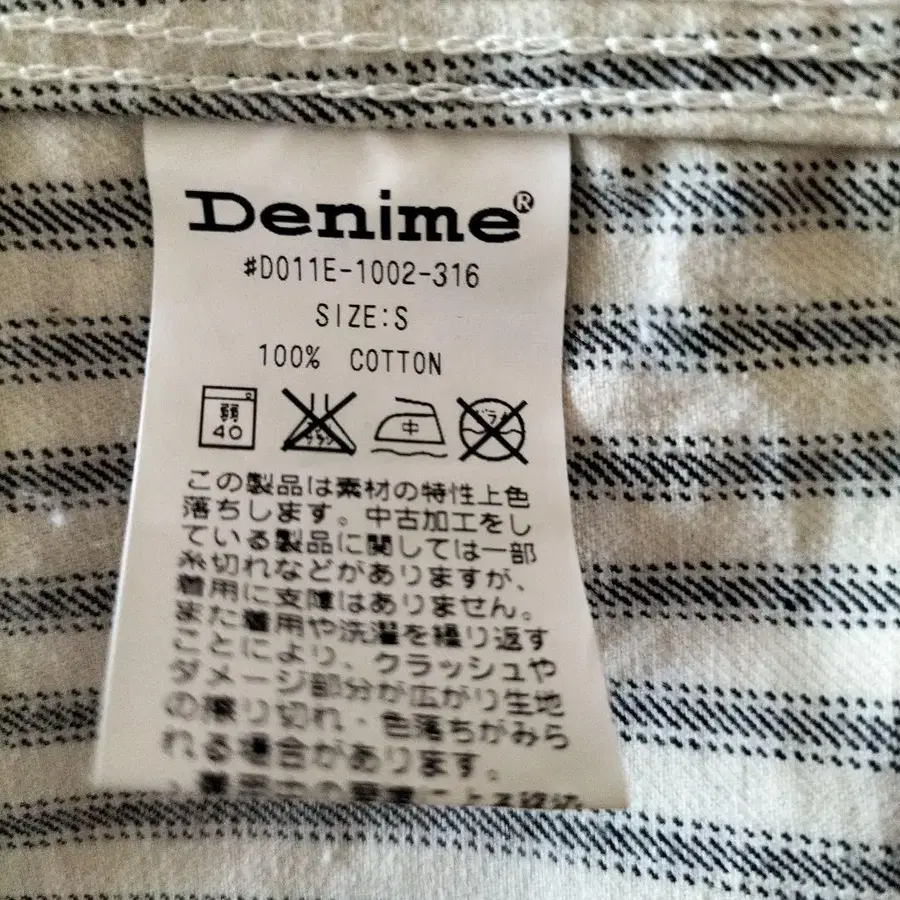 Denime®
#D011E-1002-316
SIZE:S
100% COTTON
弱
40
中
この製品は素材の特性上色
落ちします。中古加工をし
ている製品に関しては一部
糸切れなどがありますが、
着用に支障はありません。
また着用や洗濯を繰り返す
ことにより、クラッシュや
ダメージ部分が広がり生地
の擦り切れ・色落ちがみら
れる場合があります。